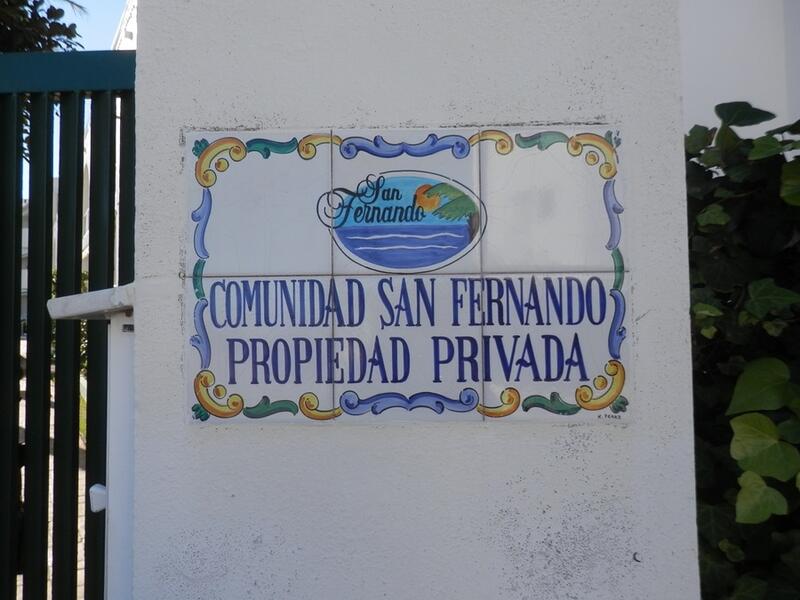 San
Fernando
COMUNIDAD SAN FERNANDO
PROPIEDAD PRIVADA